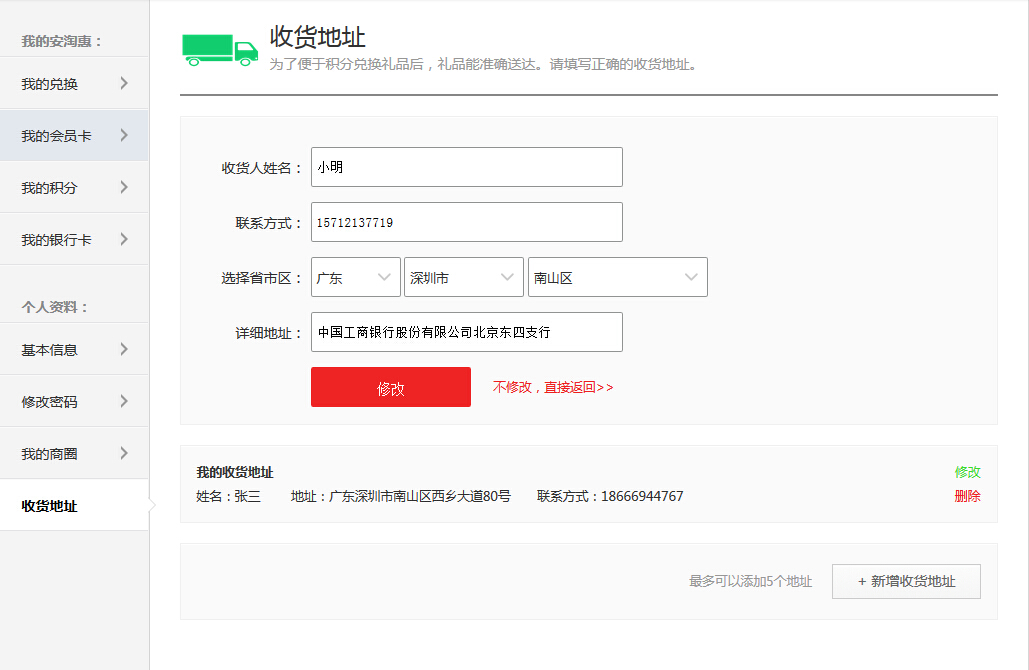 我的安淘惠：
我的兑换
我的会员卡
我的积分
我的银行卡
个人资料：
基本信息
修改密码
我的商圈
收货地址
收货地址
为了便于积分兑换礼品后，礼品能准确送达。请填写正确的收货地址。
收货人姓名： 小明
联系方式： 15712137719
选择省市区： 广东 深圳市 南山区
详细地址： 中国工商银行股份有限公司北京东四支行
修改 不修改，直接返回>>
我的收货地址 修改
姓名：张三 地址：广东深圳市南山区西乡大道80号 联系方式：18666944767 删除
最多可以添加5个地址 + 新增收货地址